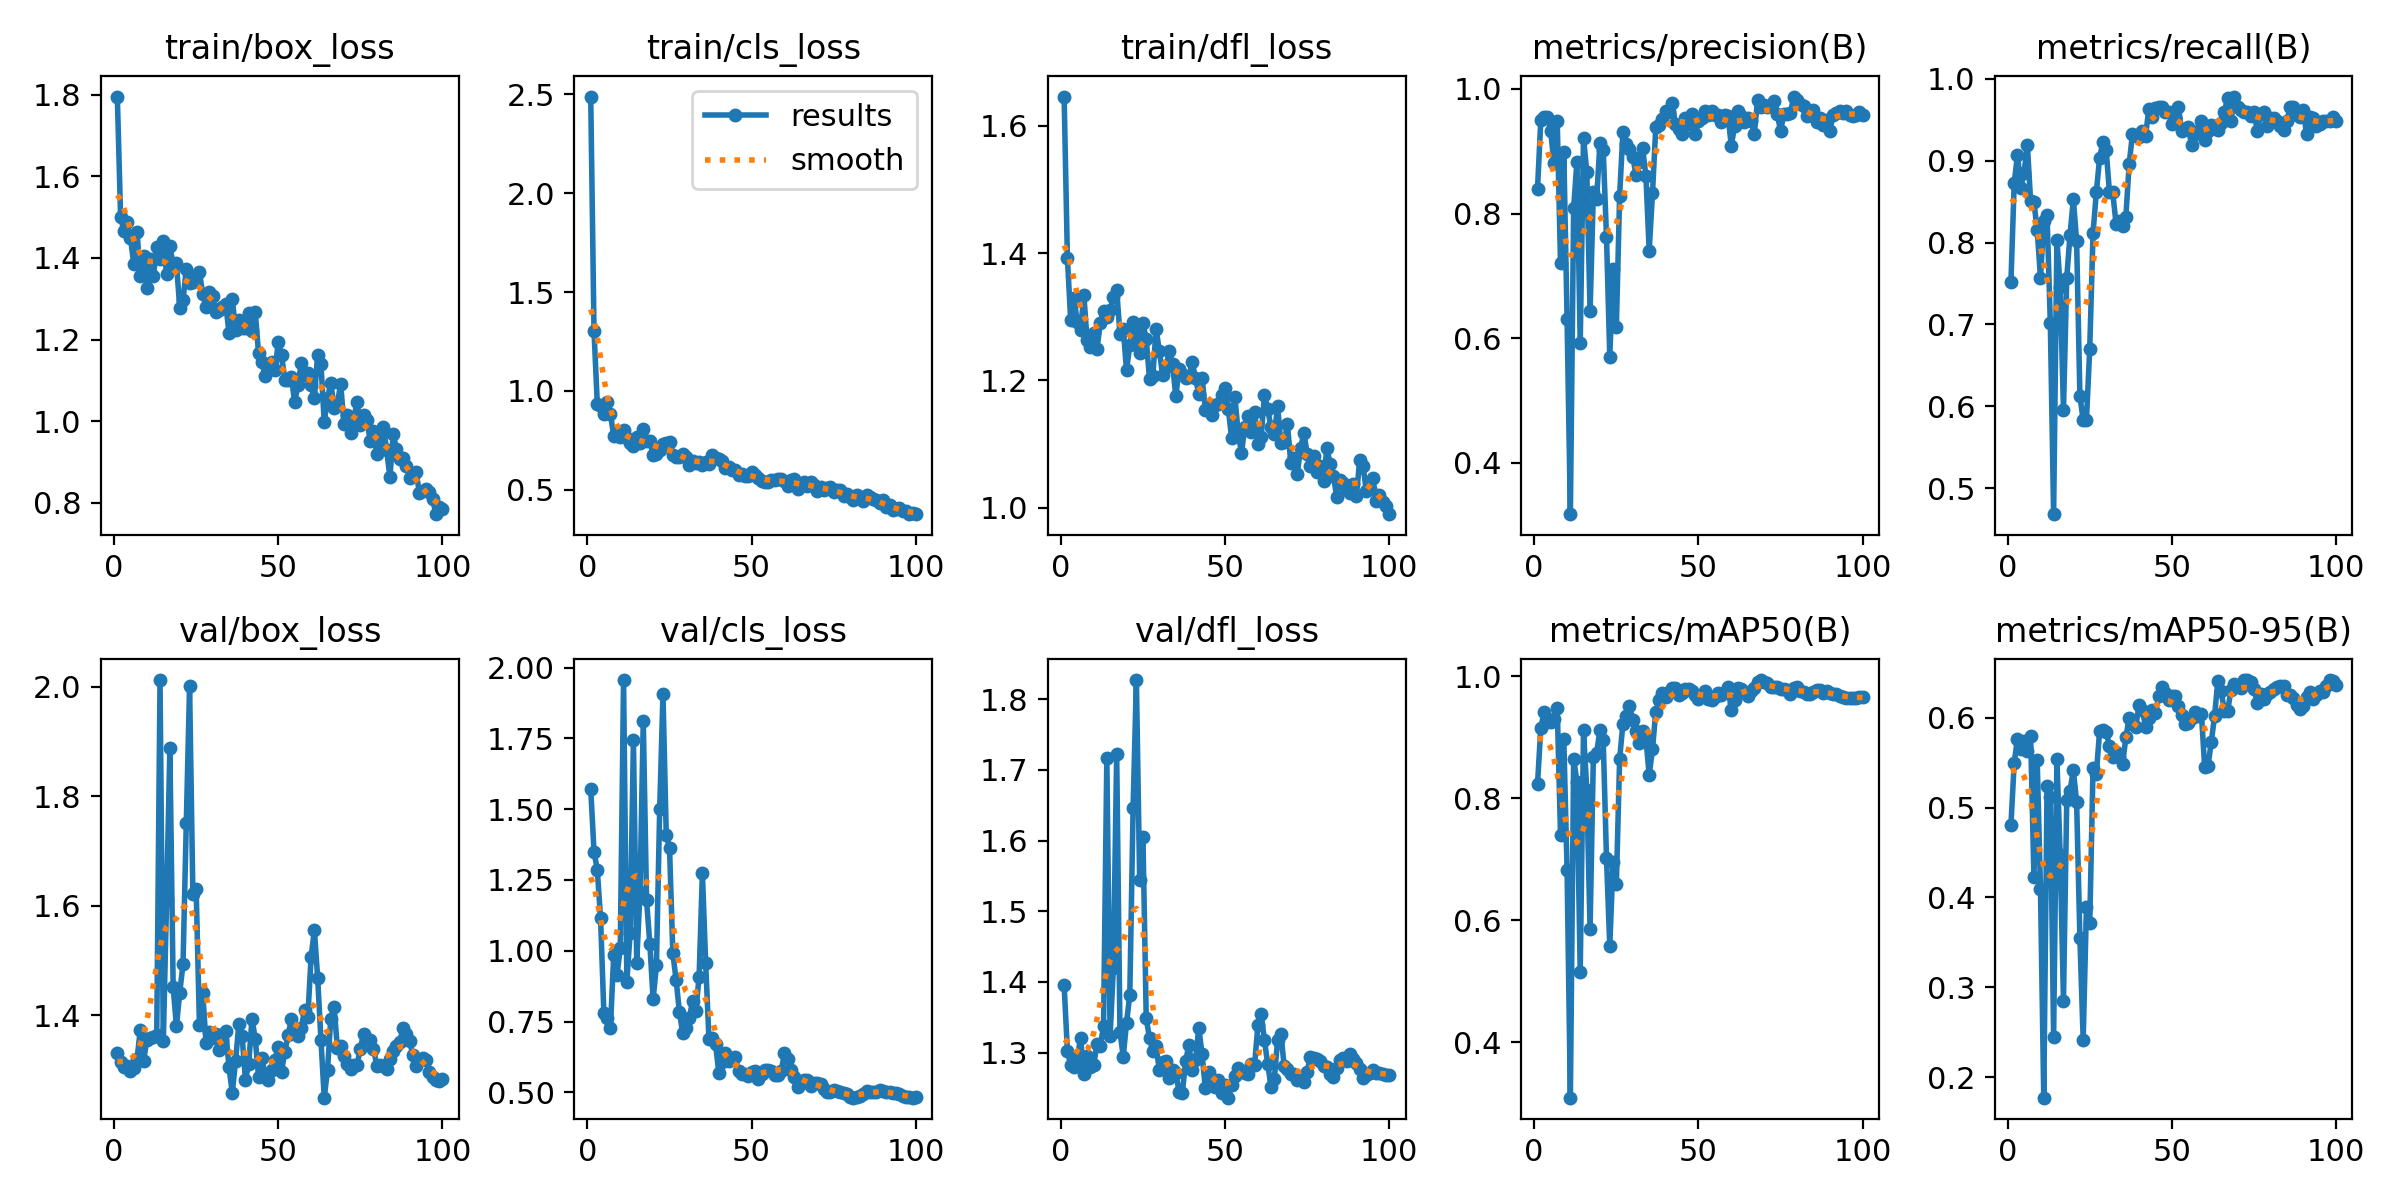 train/box_loss
1.8
1.6
1.4
1.2
1.0
0.8
0 50 100
train/cls_loss
2.5
2.0
1.5
1.0
0.5
results
smooth
0 50 100
train/dfl_loss
1.6
1.4
1.2
1.0
0 50 100
metrics/precision(B)
1.0
0.8
0.6
0.4
0 50 100
metrics/recall(B)
1.0
0.9
0.8
0.7
0.6
0.5
0 50 100
val/box_loss
2.0
1.8
1.6
1.4
0 50 100
val/cls_loss
2.00
1.75
1.50
1.25
1.00
0.75
0.50
0 50 100
val/dfl_loss
1.8
1.7
1.6
1.5
1.4
1.3
0 50 100
metrics/mAP50(B)
1.0
0.8
0.6
0.4
0 50 100
metrics/mAP50-95(B)
0.6
0.5
0.4
0.3
0.2
0 50 100